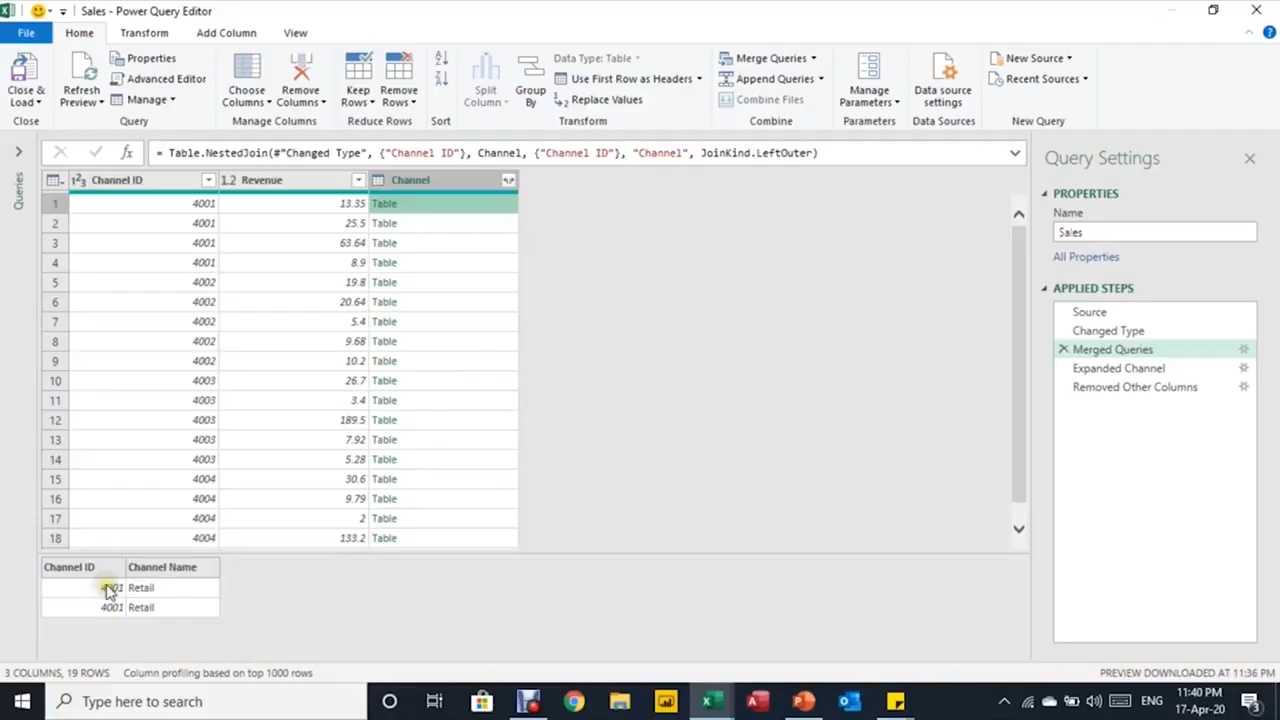 Sales - Power Query Editor
File Home Transform Add Column View
Close & Load
Close
Refresh Preview
Properties
Advanced Editor
Manage
Query
Choose Columns
Remove Columns
Manage Columns
Keep Rows
Remove Rows
Reduce Rows
Sort
Split Column
Group By
Data Type: Table
Use First Row as Headers
Replace Values
Transform
Merge Queries
Append Queries
Combine Files
Combine
Manage Parameters
Parameters
Data source settings
Data Sources
New Source
Recent Sources
New Query
Queries
fx = Table.NestedJoin(#"Changed Type", {"Channel ID"}, Channel, {"Channel ID"}, "Channel", JoinKind.LeftOuter)
1 2 3 Channel ID 1.2 Revenue Channel
1 4001 13.35 Table
2 4001 25.5 Table
3 4001 63.64 Table
4 4001 8.9 Table
5 4002 19.8 Table
6 4002 20.64 Table
7 4002 5.4 Table
8 4002 9.68 Table
9 4002 10.2 Table
10 4003 26.7 Table
11 4003 3.4 Table
12 4003 189.5 Table
13 4003 7.92 Table
14 4003 5.28 Table
15 4004 30.6 Table
16 4004 9.79 Table
17 4004 2 Table
18 4004 133.2 Table
Channel ID Channel Name
4001 Retail
4001 Retail
Query Settings
PROPERTIES
Name
Sales
All Properties
APPLIED STEPS
Source
Changed Type
Merged Queries
Expanded Channel
Removed Other Columns
3 COLUMNS, 19 ROWS Column profiling based on top 1000 rows
PREVIEW DOWNLOADED AT 11:36 PM
Type here to search
ENG
11:40 PM
17-Apr-20
3